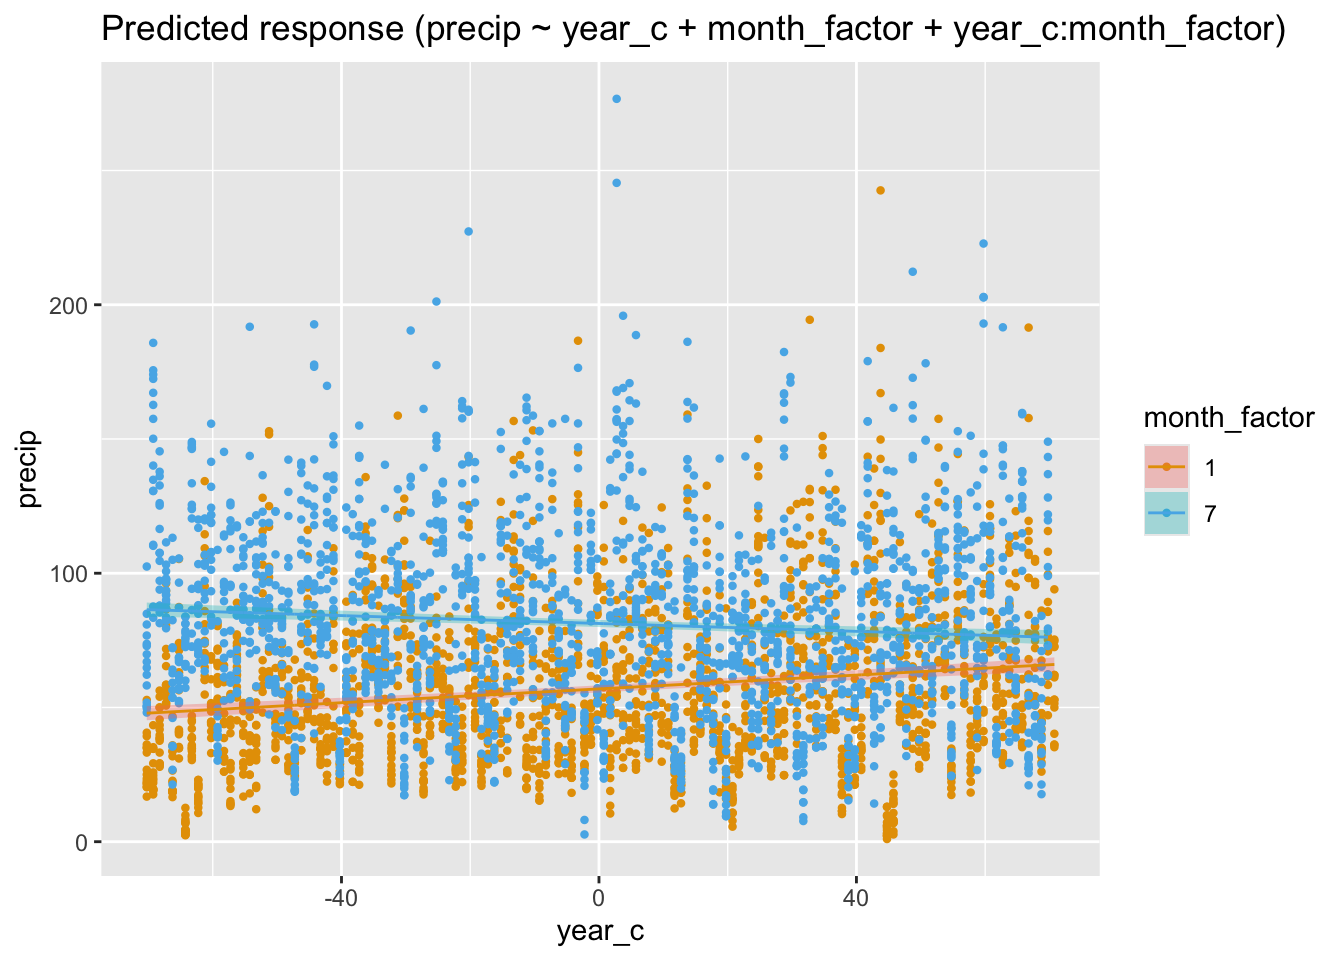 Predicted response (precip ~ year_c + month_factor + year_c:month_factor)
precip
200
100
0
-40
0
40
year_c
month_factor
1
7